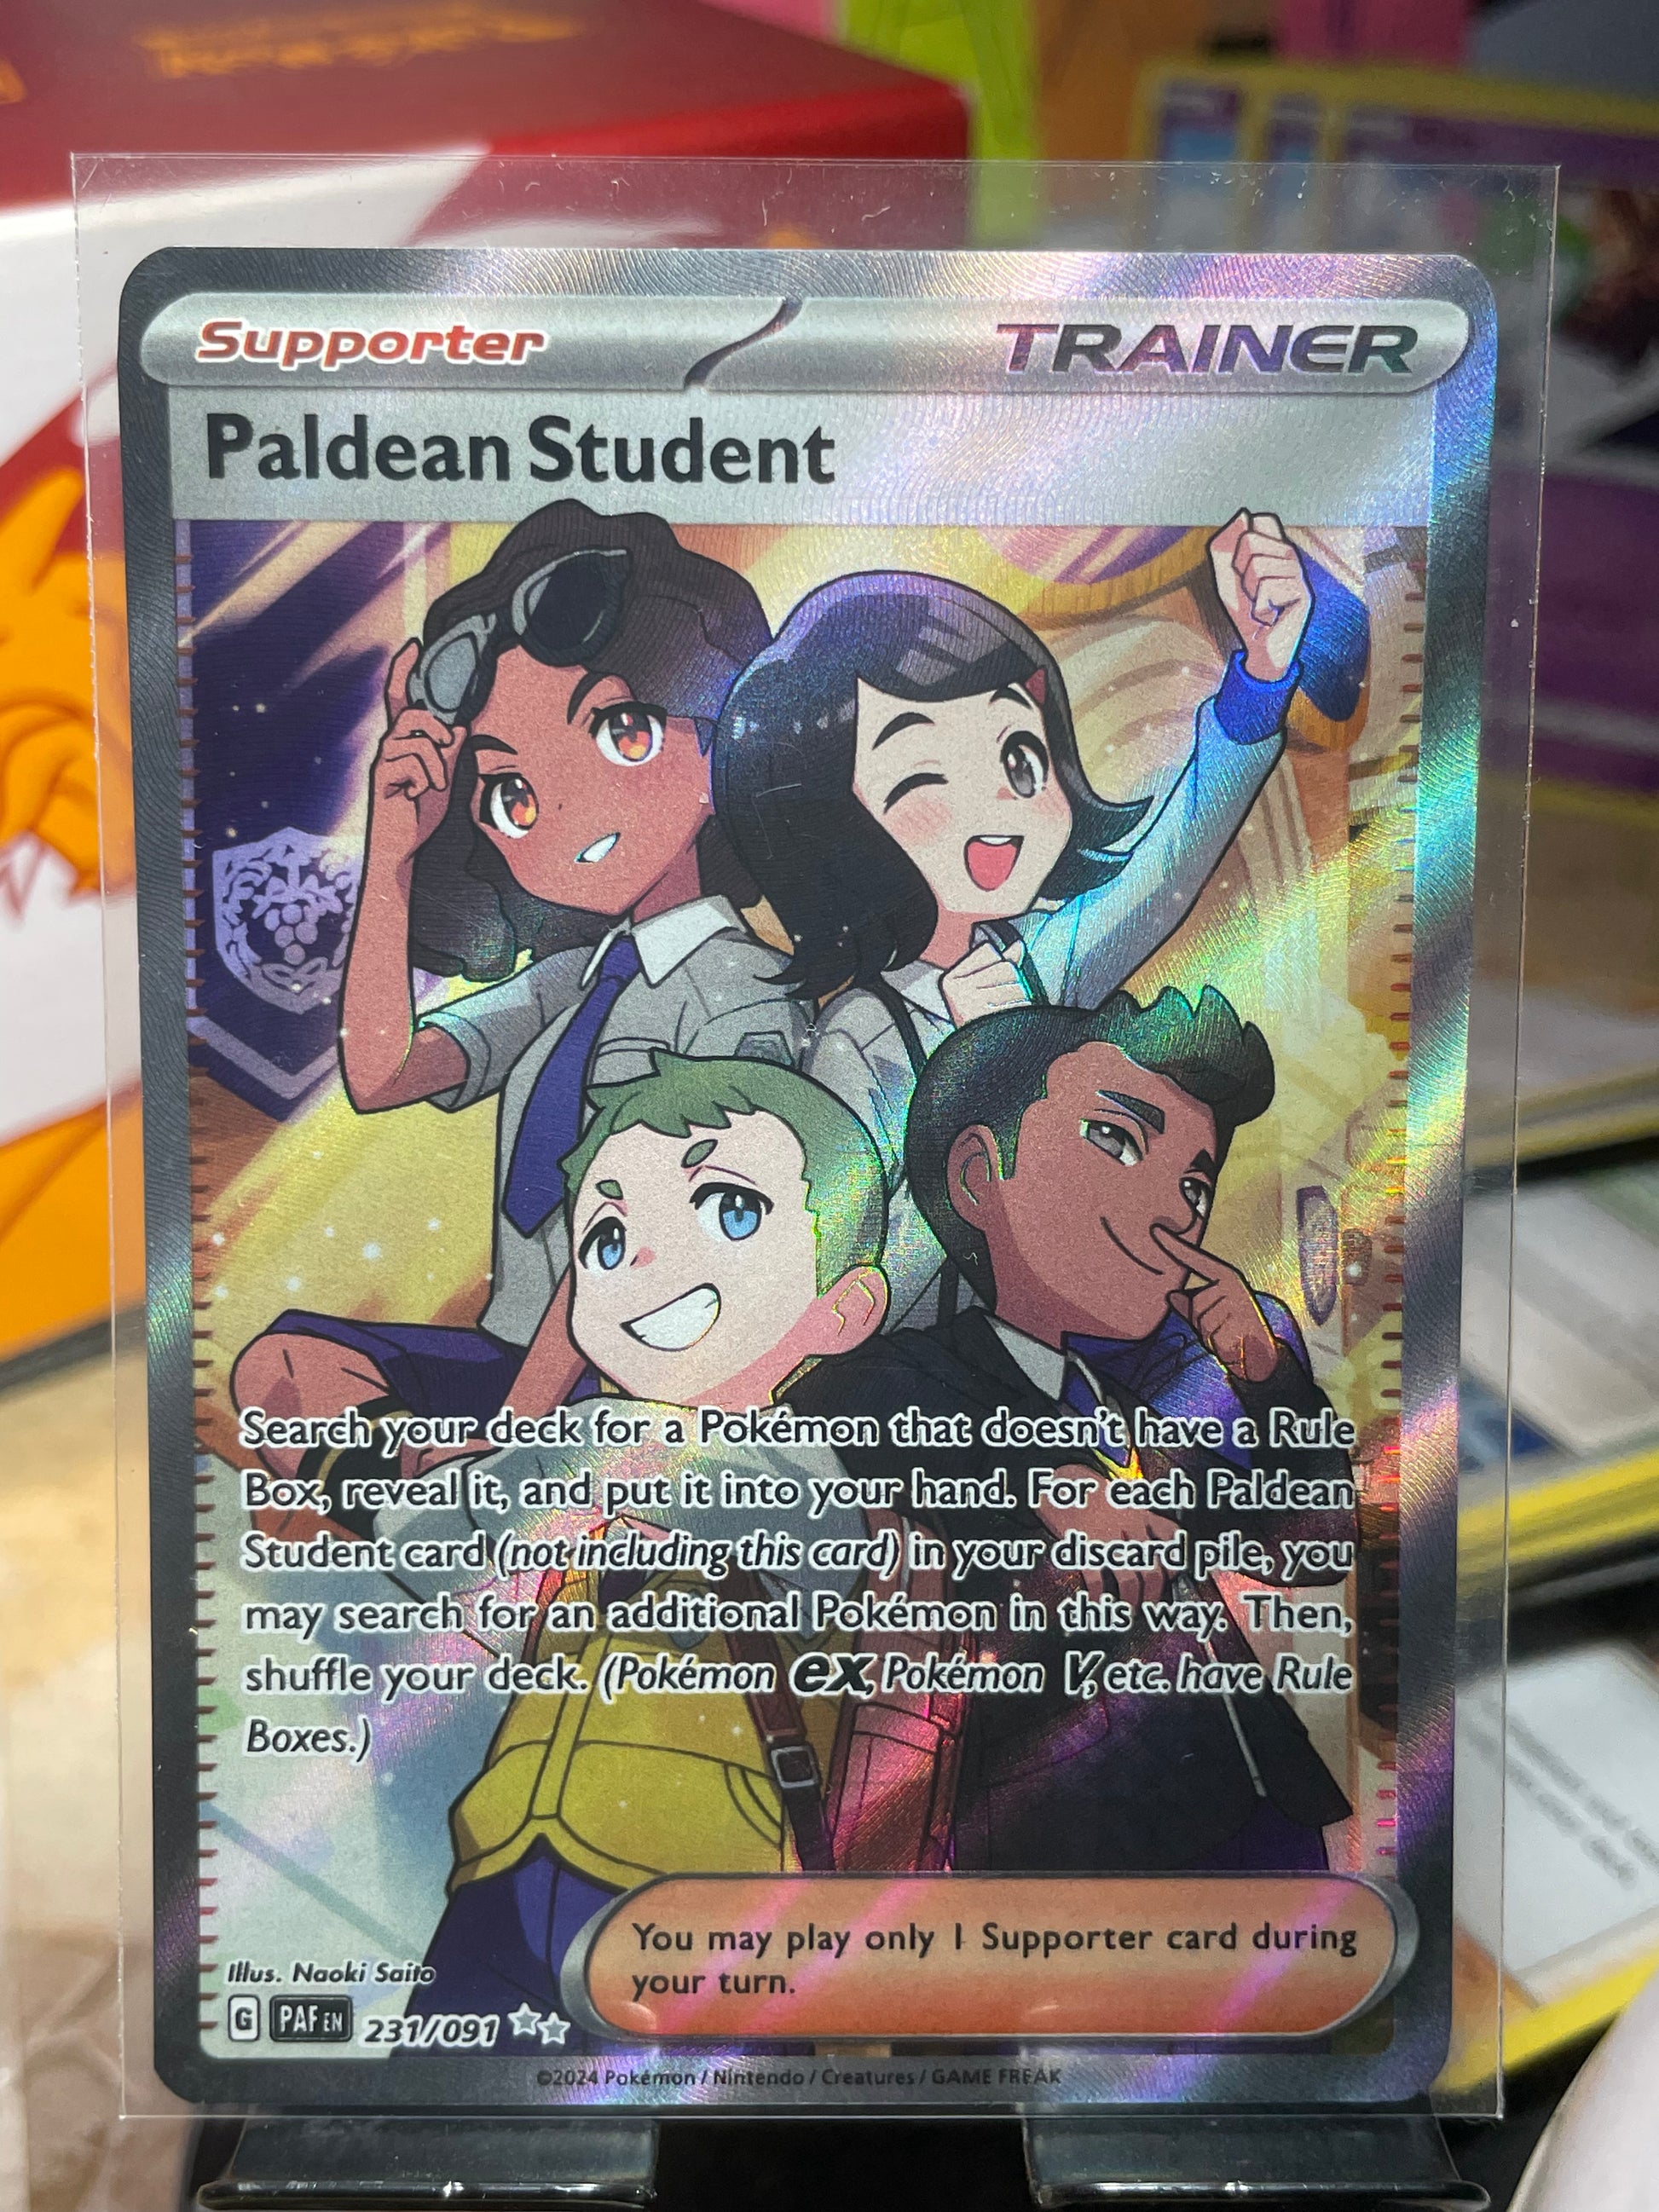 Supporter
TRAINER
Paldean Student
Search your deck for a Pokémon that doesn't have a Rule
Box, reveal it, and put it into your hand. For each Paldean
Student card (not including this card) in your discard pile, you
may search for an additional Pokémon in this way. Then,
shuffle your deck. (Pokémon ex, Pokémon V, etc. have Rule
Boxes.)
You may play only 1 Supporter card during
your turn.
Illus. Naoki Saito
G PAF EN 231/091
©2024 Pokémon / Nintendo / Creatures / GAME FREAK